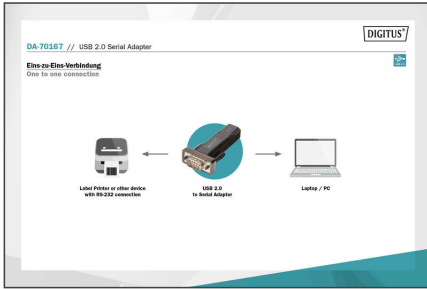 DIGITUS®
DA-70167 // USB 2.0 Serial Adapter
Eins-zu-Eins-Verbindung
One to one connection
Label Printer or other device
with RS-232 connection
USB 2.0
to Serial Adapter
Laptop / PC